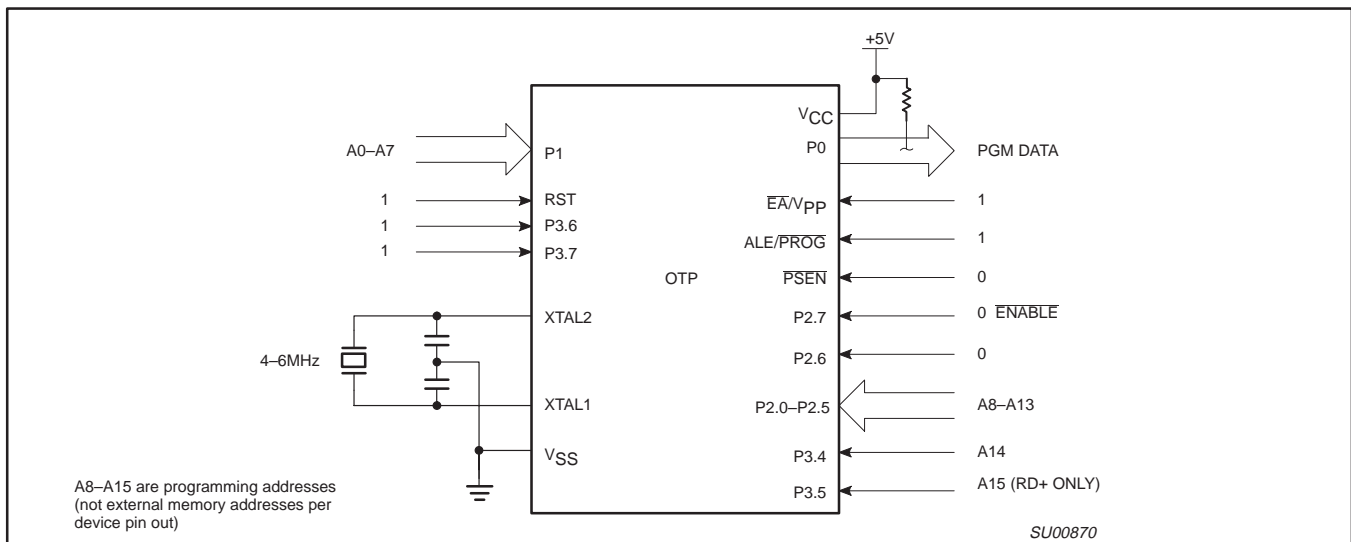 +5V
VCC
A0–A7
P1
P0
PGM DATA
1
RST
EA/VPP
1
1
P3.6
1
P3.7
ALE/PROG
1
OTP
PSEN
0
XTAL2
P2.7
0 ENABLE
4–6MHz
P2.6
0
XTAL1
P2.0–P2.5
A8–A13
VSS
P3.4
A14
P3.5
A15 (RD+ ONLY)
A8–A15 are programming addresses
(not external memory addresses per
device pin out)
SU00870